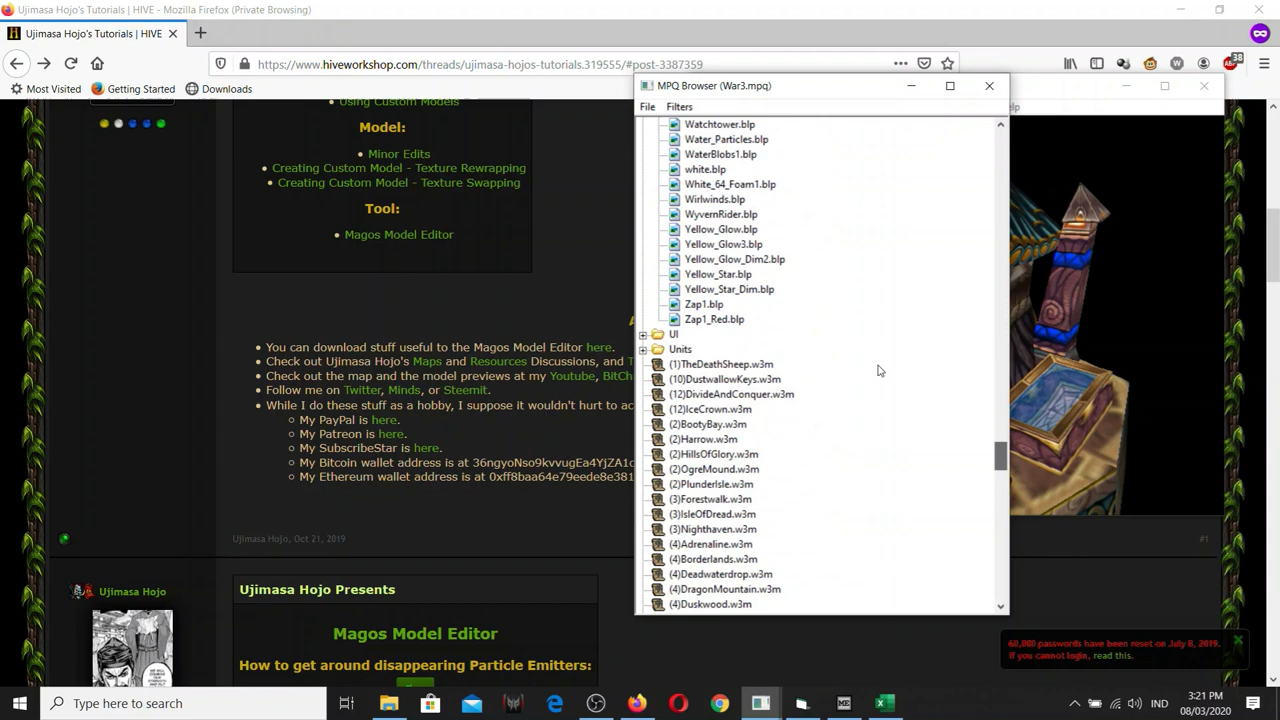 Ujimasa Hojo's Tutorials | HIVE - Mozilla Firefox (Private Browsing)
Ujimasa Hojo's Tutorials | HIVE
https://www.hiveworkshop.com/threads/ujimasa-hojos-tutorials.319555/#post-3387359
38
Most Visited
Getting Started
Downloads
Using Custom Models
Model:
Minor Edits
Creating Custom Model - Texture Rewrapping
Creating Custom Model - Texture Swapping
Tool:
Magos Model Editor
You can download stuff useful to the Magos Model Editor here.
Check out Ujimasa Hojo's Maps and Resources Discussions, and
Check out the map and the model previews at my Youtube,
Follow me on Twitter, Minds, or Steemit.
While I do these stuff as a hobby, I suppose it wouldn't hurt to
My PayPal is here.
My Patreon is here.
My SubscribeStar is here.
My Bitcoin wallet address is at
My Ethereum wallet address is at
Ujimasa Hojo, Oct 21, 2019
#1
Ujimasa Hojo
Ujimasa Hojo Presents
Magos Model Editor
How to get around disappearing Particle Emitters:
MPQ Browser (War3.mpq)
File
Filters
Watchtower.blp
Water_Particles.blp
WaterBlobs1.blp
white.blp
White_64_Foam1.blp
Wirlwinds.blp
WyvernRider.blp
Yellow_Glow.blp
Yellow_Glow3.blp
Yellow_Glow_Dim2.blp
Yellow_Star.blp
Yellow_Star_Dim.blp
Zap1.blp
Zap1_Red.blp
UI
Units
(1)TheDeathSheep.w3m
(10)DustwallowKeys.w3m
(12)DivideAndConquer.w3m
(12)IceCrown.w3m
(2)BootyBay.w3m
(2)Harrow.w3m
(2)HillsOfGlory.w3m
(2)OgreMound.w3m
(2)PlunderIsle.w3m
(3)Forestwalk.w3m
(3)IsleOfDread.w3m
(3)Nighthaven.w3m
(4)Adrenaline.w3m
(4)Borderlands.w3m
(4)Deadwaterdrop.w3m
(4)DragonMountain.w3m
(4)Duskwood.w3m
60,000 passwords have been reset on July 8, 2019.
If you cannot login, read this.
Type here to search
IND
3:21 PM
08/03/2020